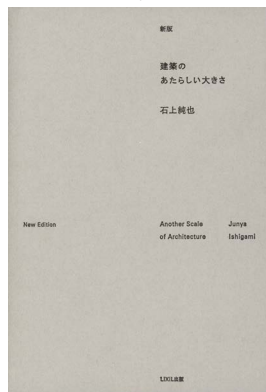 新版
建築の
あたらしい大きさ
石上純也
New Edition
Another Scale
of Architecture
Junya
Ishigami
LIXIL出版